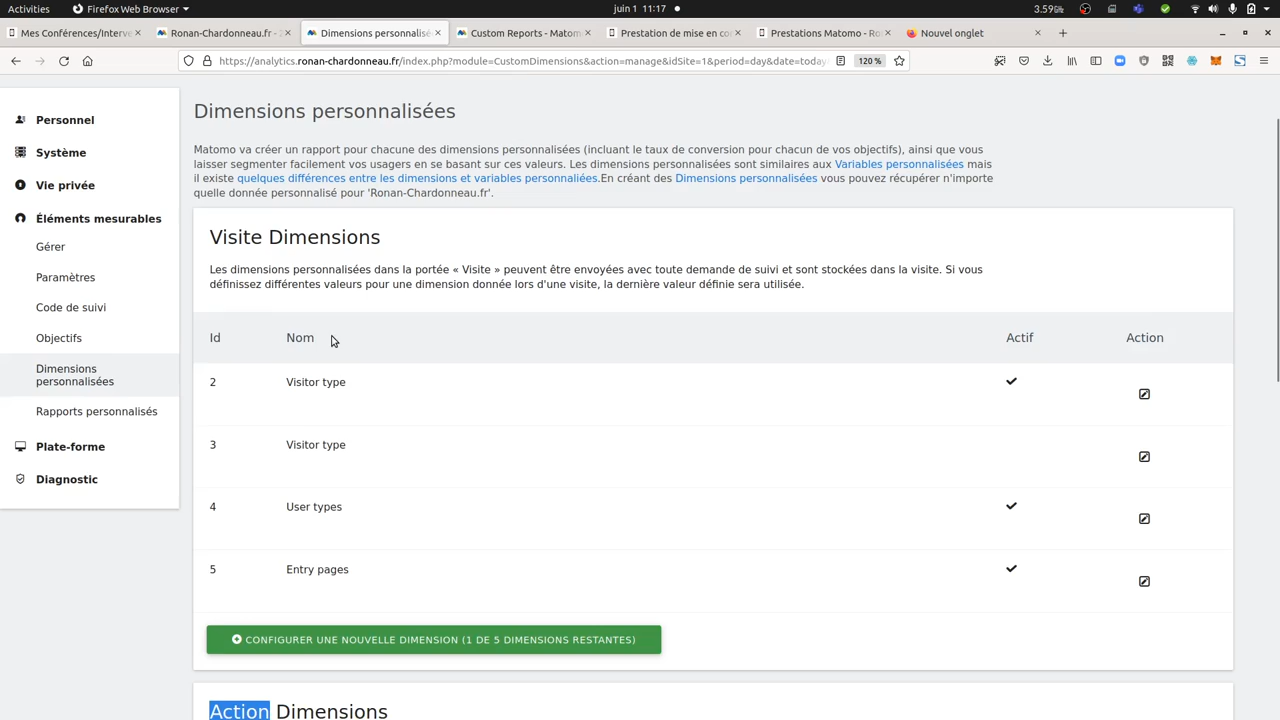 Activities
Firefox Web Browser
juin 1 11:17
3.59%
Mes Conférences/Interve
Ronan-Chardonneau.fr - 2
Dimensions personnalisé
Custom Reports - Matom
Prestation de mise en co
Prestations Matomo - Ro
Nouvel onglet
https://analytics.ronan-chardonneau.fr/index.php?module=CustomDimensions&action=manage&idSite=1&period=day&date=today
120 %
Personnel
Système
Vie privée
Éléments mesurables
Gérer
Paramètres
Code de suivi
Objectifs
Dimensions
personnalisées
Rapports personnalisés
Plate-forme
Diagnostic
Dimensions personnalisées
Matomo va créer un rapport pour chacune des dimensions personnalisées (incluant le taux de conversion pour chacun de vos objectifs), ainsi que vous
laisser segmenter facilement vos usagers en se basant sur ces valeurs. Les dimensions personnalisées sont similaires aux Variables personnalisées mais
il existe quelques différences entre les dimensions et variables personnaliées.En créant des Dimensions personnalisées vous pouvez récupérer n'importe
quelle donnée personnalisé pour 'Ronan-Chardonneau.fr'.
Visite Dimensions
Les dimensions personnalisées dans la portée « Visite » peuvent être envoyées avec toute demande de suivi et sont stockées dans la visite. Si vous
définissez différentes valeurs pour une dimension donnée lors d'une visite, la dernière valeur définie sera utilisée.
Id Nom Actif Action
2 Visitor type
3 Visitor type
4 User types
5 Entry pages
CONFIGURER UNE NOUVELLE DIMENSION (1 DE 5 DIMENSIONS RESTANTES)
Action Dimensions